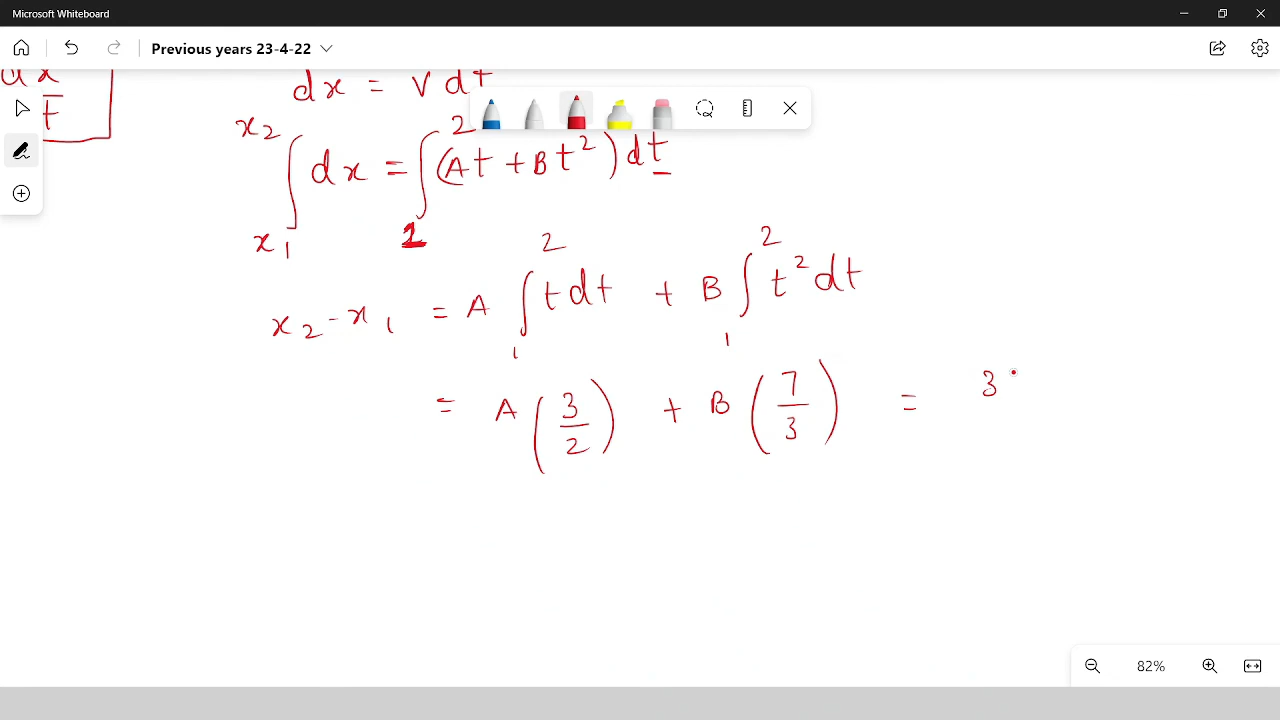 Microsoft Whiteboard
Previous years 23-4-22
dx = v dt
∫_{x1}^{x2} dx = ∫_{1}^{2} (At + Bt²) dt
x2 - x1 = A ∫_{1}^{2} t dt + B ∫_{1}^{2} t² dt
= A (3/2) + B (7/3) = 3
82%